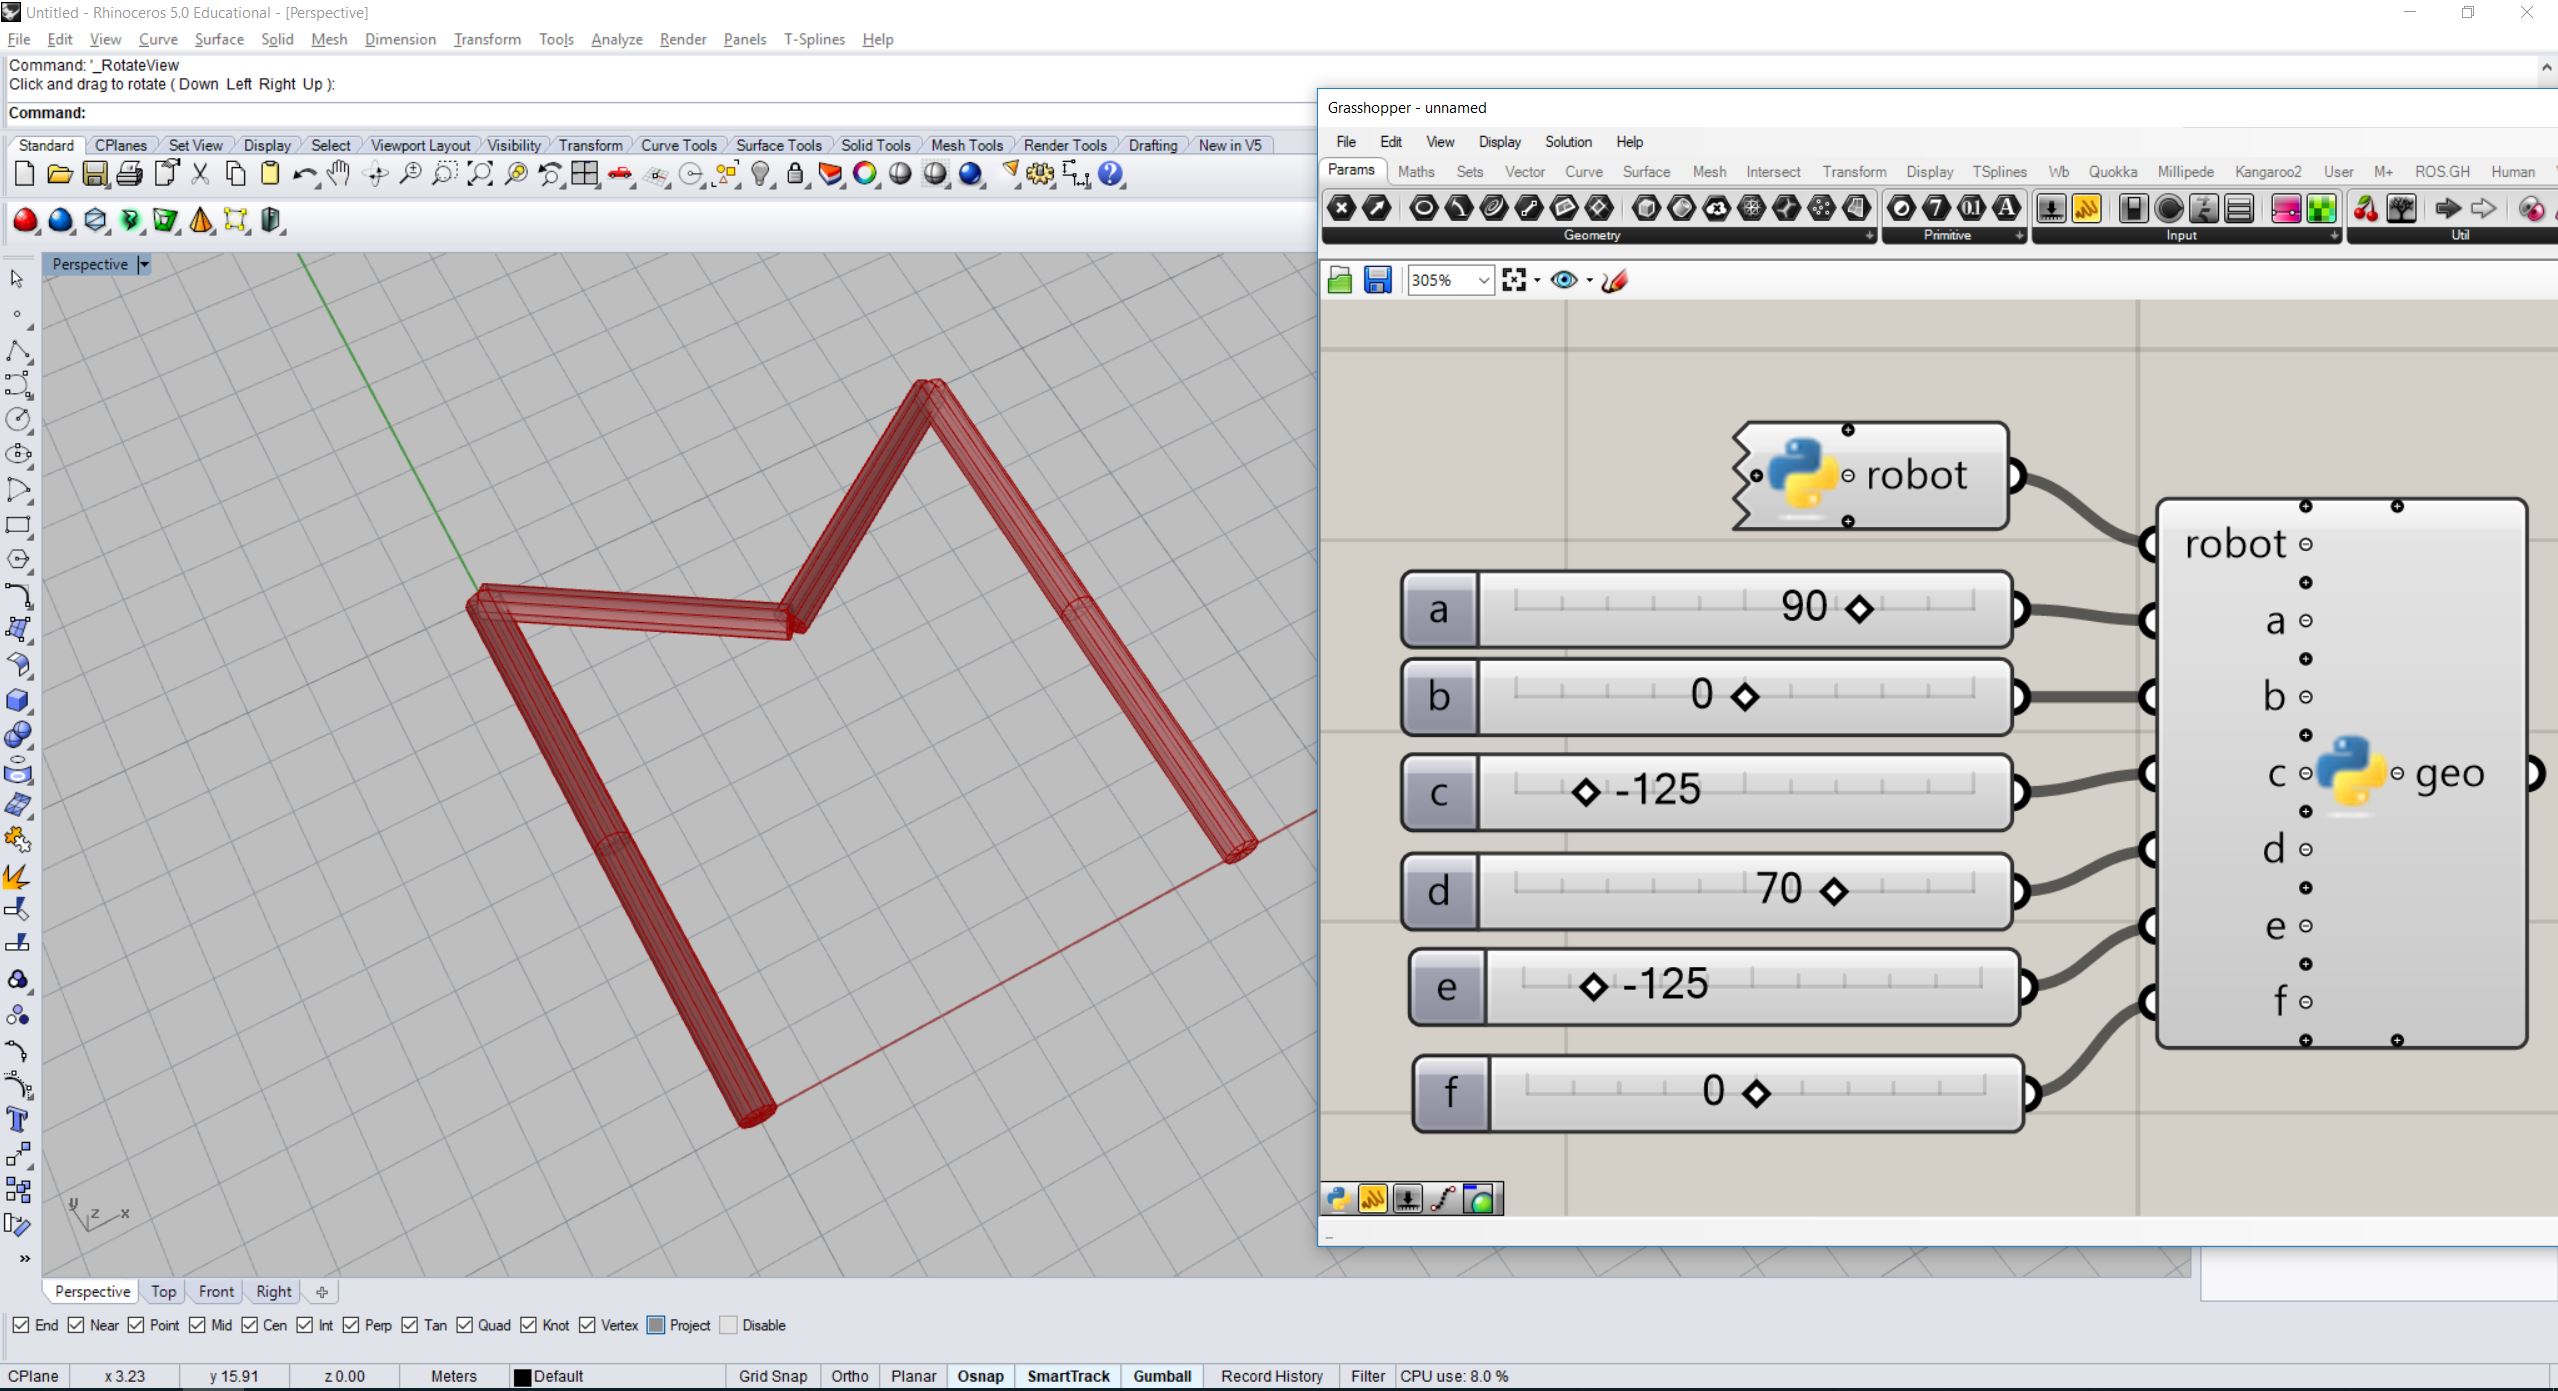 Untitled - Rhinoceros 5.0 Educational - [Perspective]
File Edit View Curve Surface Solid Mesh Dimension Transform Tools Analyze Render Panels T-Splines Help
Command: '_RotateView
Click and drag to rotate ( Down Left Right Up ):
Command:
Standard CPlanes Set View Display Select Viewport Layout Visibility Transform Curve Tools Surface Tools Solid Tools Mesh Tools Render Tools Drafting New in V5
Perspective
Grasshopper - unnamed
File Edit View Display Solution Help
Params Maths Sets Vector Curve Surface Mesh Intersect Transform Display TSplines Wb Quokka Millipede Kangaroo2 User M+ ROS.GH Human
7 0.1 A
Geometry Primitive Input Util
305%
robot
a 90
b 0
c -125
d 70
e -125
f 0
robot
a
b
c
d
e
f
geo
y z x
Perspective Top Front Right
End Near Point Mid Cen Int Perp Tan Quad Knot Vertex Project Disable
CPlane x 3.23 y 15.91 z 0.00 Meters Default Grid Snap Ortho Planar Osnap SmartTrack Gumball Record History Filter CPU use: 8.0 %